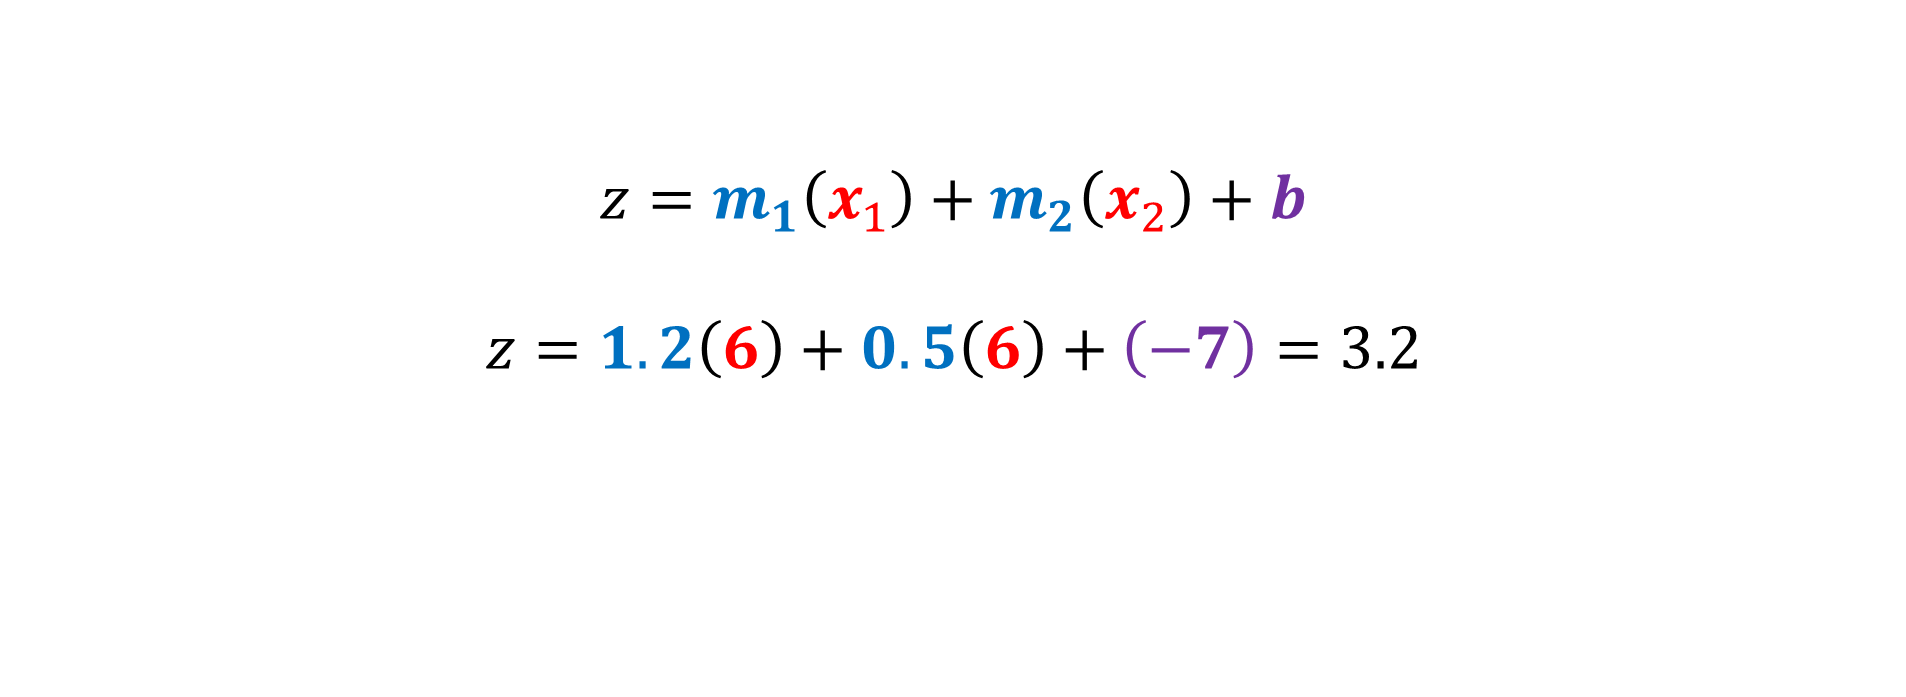 z = m₁(x₁) + m₂(x₂) + b
z = 1.2(6) + 0.5(6) + (−7) = 3.2